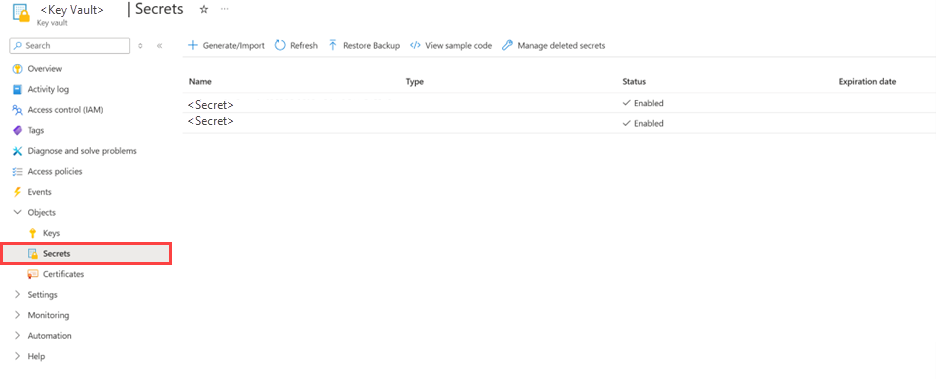 <Key Vault> | Secrets ☆ ...
Key vault
Search
«
Generate/Import Refresh Restore Backup View sample code Manage deleted secrets
Overview
Activity log
Access control (IAM)
Tags
Diagnose and solve problems
Access policies
Events
Objects
Keys
Secrets
Certificates
Settings
Monitoring
Automation
Help
Name Type Status Expiration date
<Secret> Enabled
<Secret> Enabled